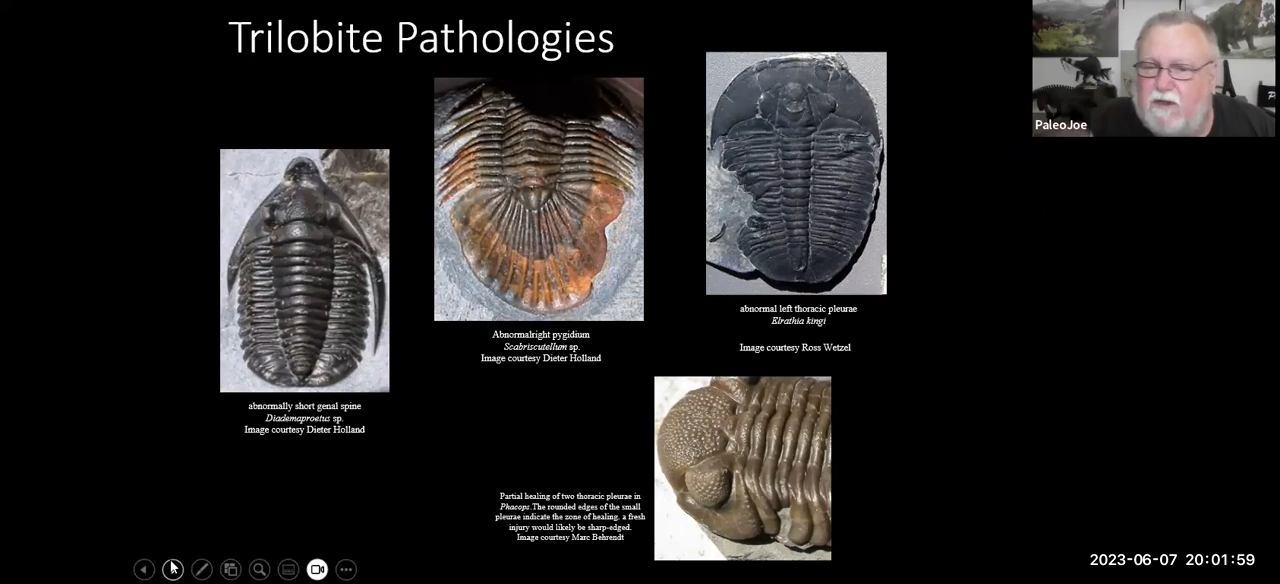 Trilobite Pathologies
PaleoJoe
abnormally short genal spine
Diademaproetus sp.
Image courtesy Dieter Holland
Abnormalright pygidium
Scabriscutellum sp.
Image courtesy Dieter Holland
abnormal left thoracic pleurae
Elrathia kingi
Image courtesy Ross Wetzel
Partial healing of two thoracic pleurae in
Phacops.The rounded edges of the small
pleurae indicate the zone of healing, a fresh
injury would likely be sharp-edged.
Image courtesy Marc Behrendt
2023-06-07 20:01:59